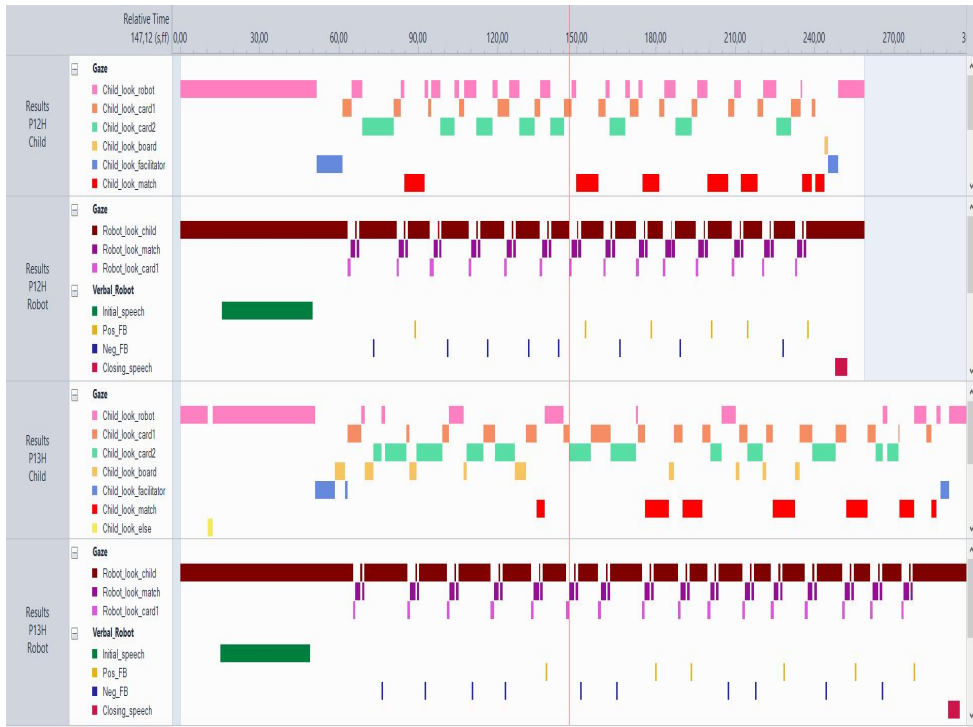 Relative Time
147,12 (s,ff) 0,00 30,00 60,00 90,00 120,00 150,00 180,00 210,00 240,00 270,00 3
Results
P12H
Child
Gaze
Child_look_robot
Child_look_card1
Child_look_card2
Child_look_board
Child_look_facilitator
Child_look_match
Results
P12H
Robot
Gaze
Robot_look_child
Robot_look_match
Robot_look_card1
Verbal_Robot
Initial_speech
Pos_FB
Neg_FB
Closing_speech
Results
P13H
Child
Gaze
Child_look_robot
Child_look_card1
Child_look_card2
Child_look_board
Child_look_facilitator
Child_look_match
Child_look_else
Results
P13H
Robot
Gaze
Robot_look_child
Robot_look_match
Robot_look_card1
Verbal_Robot
Initial_speech
Pos_FB
Neg_FB
Closing_speech